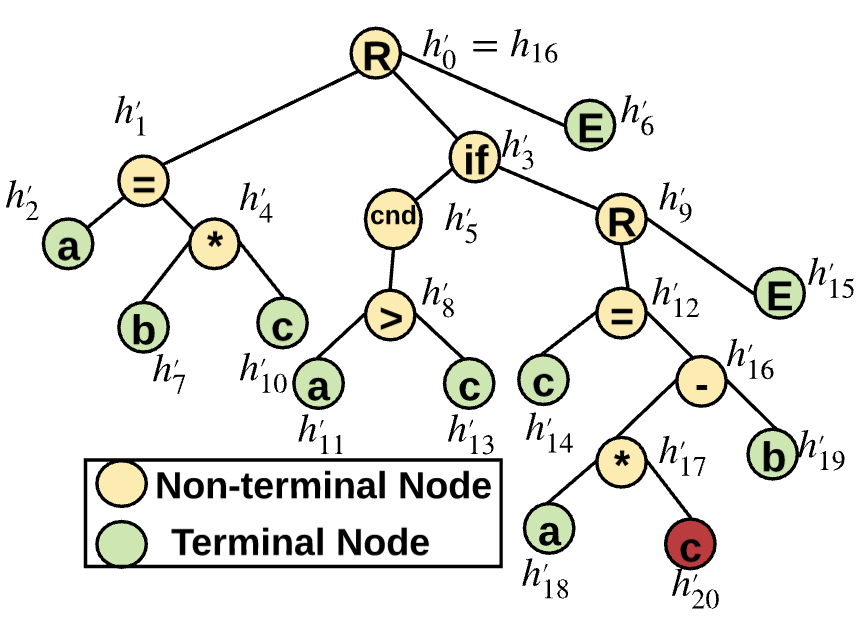 R h′0 = h16
h′1
E h′6
if h′3
=
h′2
h′4
cnd h′5
R h′9
a
*
E h′15
> h′8
= h′12
b
c
h′7
h′10
a
c
c
- h′16
h′11
h′13
h′14
* h′17
b h′19
Non-terminal Node
Terminal Node
a
c
h′18
h′20